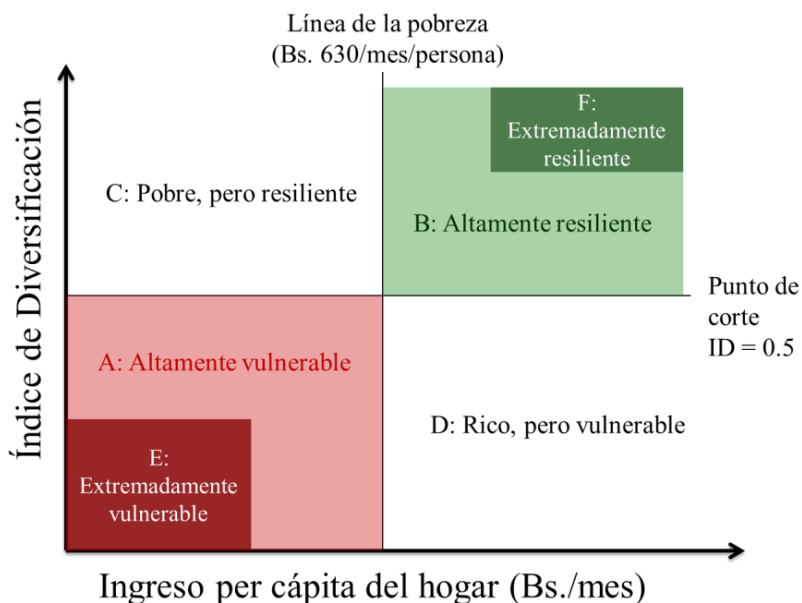 Línea de la pobreza
(Bs. 630/mes/persona)
F:
Extremadamente
resiliente
C: Pobre, pero resiliente
B: Altamente resiliente
Índice de Diversificación
Punto de
corte
ID = 0.5
A: Altamente vulnerable
D: Rico, pero vulnerable
E:
Extremadamente
vulnerable
Ingreso per cápita del hogar (Bs./mes)